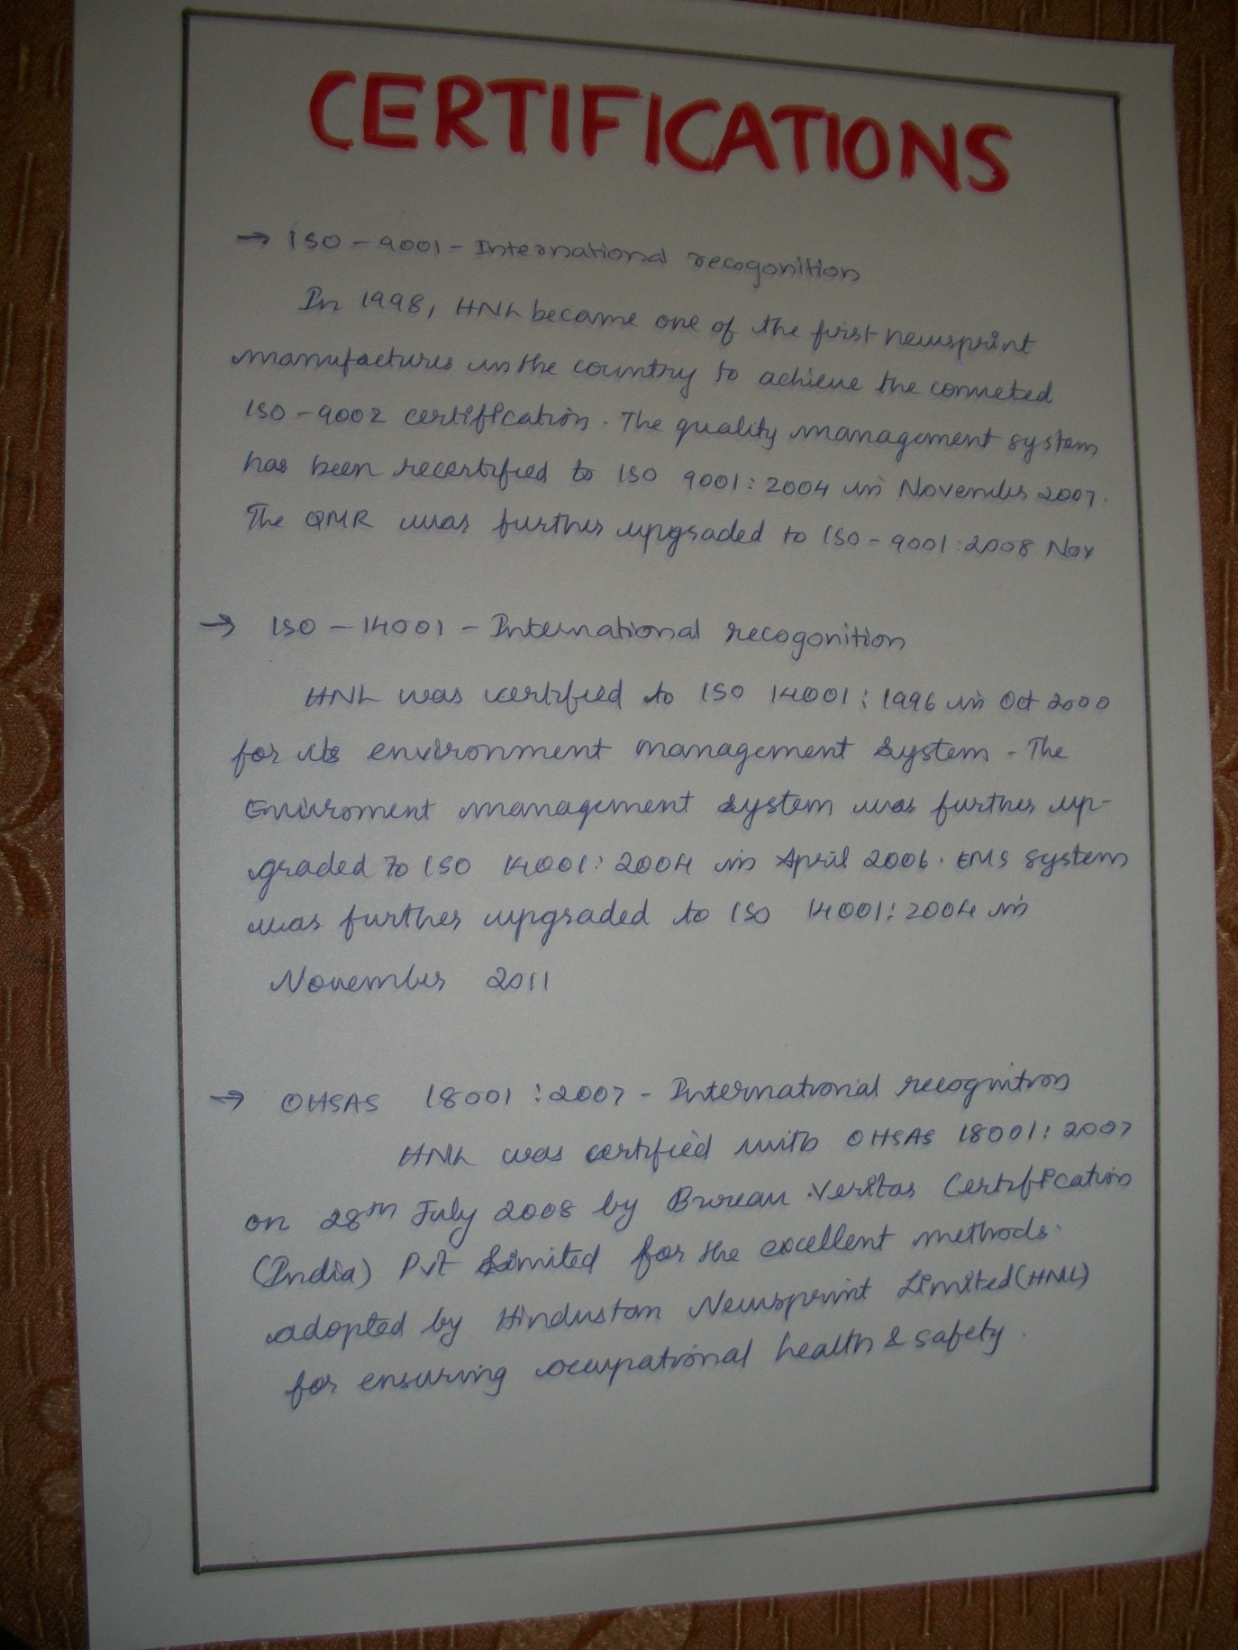 CERTIFICATIONS
→ ISO - 9001 - International recogonition
In 1998, HNL became one of the first newsprint
manufactures in the country to achieve the conveted
ISO - 9002 certification. The quality management system
has been recertified to ISO 9001:2004 in November 2007.
The QMR was further upgraded to ISO - 9001:2008 Nov
→ ISO - 14001 - International recogonition
HNL was certified to ISO 14001:1996 in Oct 2000
for its environment management system - The
Enviroment management system was further up-
graded to ISO 14001:2004 in April 2006. EMS system
was further upgraded to ISO 14001:2004 in
November 2011
→ OHSAS 18001:2007 - International recognition
HNL was certified with OHSAS 18001:2007
on 28th July 2008 by Bureau Veritas Certification
(India) Pvt Limited for the excellent methods
adopted by Hindustan Newsprint Limited (HNL)
for ensuring occupational health & safety.